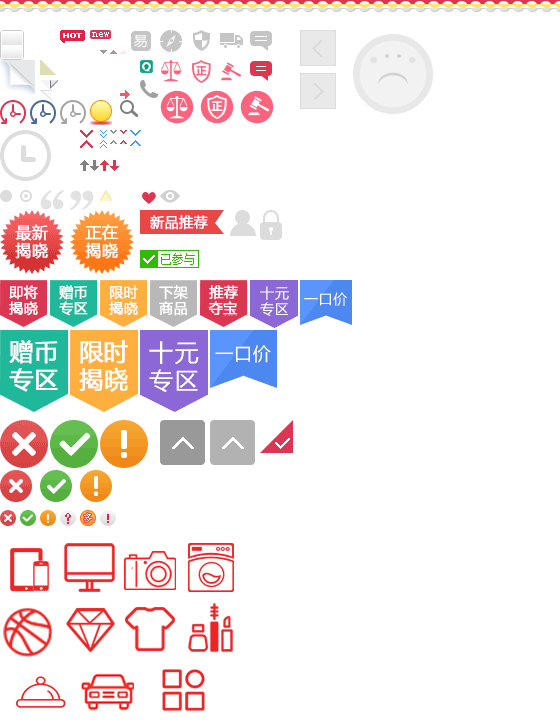 HOT
new
易
正
正
最新
揭晓
正在
揭晓
新品推荐
已参与
即将
揭晓
赠币
专区
限时
揭晓
下架
商品
推荐
夺宝
十元
专区
一口价
赠币
专区
限时
揭晓
十元
专区
一口价